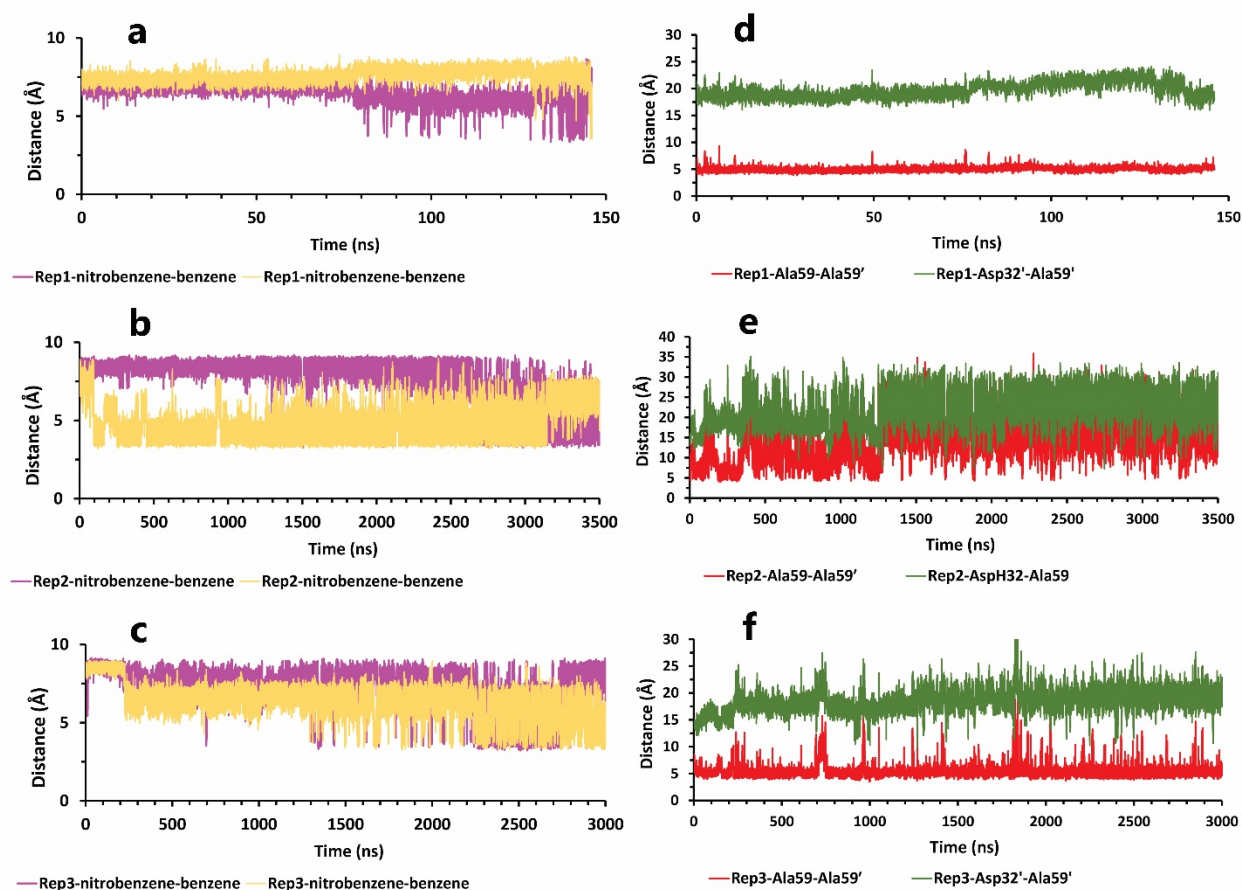 a
10
5
0
Distance (Å)
0 50 100 150
Time (ns)
Rep1-nitrobenzene-benzene Rep1-nitrobenzene-benzene
d
35
30
25
20
15
10
5
0
Distance (Å)
0 50 100 150
Time (ns)
Rep1-Ala59-Ala59′ Rep1-Asp32'-Ala59'
b
10
5
0
Distance (Å)
0 500 1000 1500 2000 2500 3000 3500
Time (ns)
Rep2-nitrobenzene-benzene Rep2-nitrobenzene-benzene
e
40
35
30
25
20
15
10
5
0
Distance (Å)
0 500 1000 1500 2000 2500 3000 3500
Time (ns)
Rep2-Ala59-Ala59′ Rep2-AspH32-Ala59
c
10
5
0
Distance (Å)
0 500 1000 1500 2000 2500 3000
Time (ns)
Rep3-nitrobenzene-benzene Rep3-nitrobenzene-benzene
f
30
25
20
15
10
5
0
Distance (Å)
0 500 1000 1500 2000 2500 3000
Time (ns)
Rep3-Ala59-Ala59′ Rep3-Asp32'-Ala59'